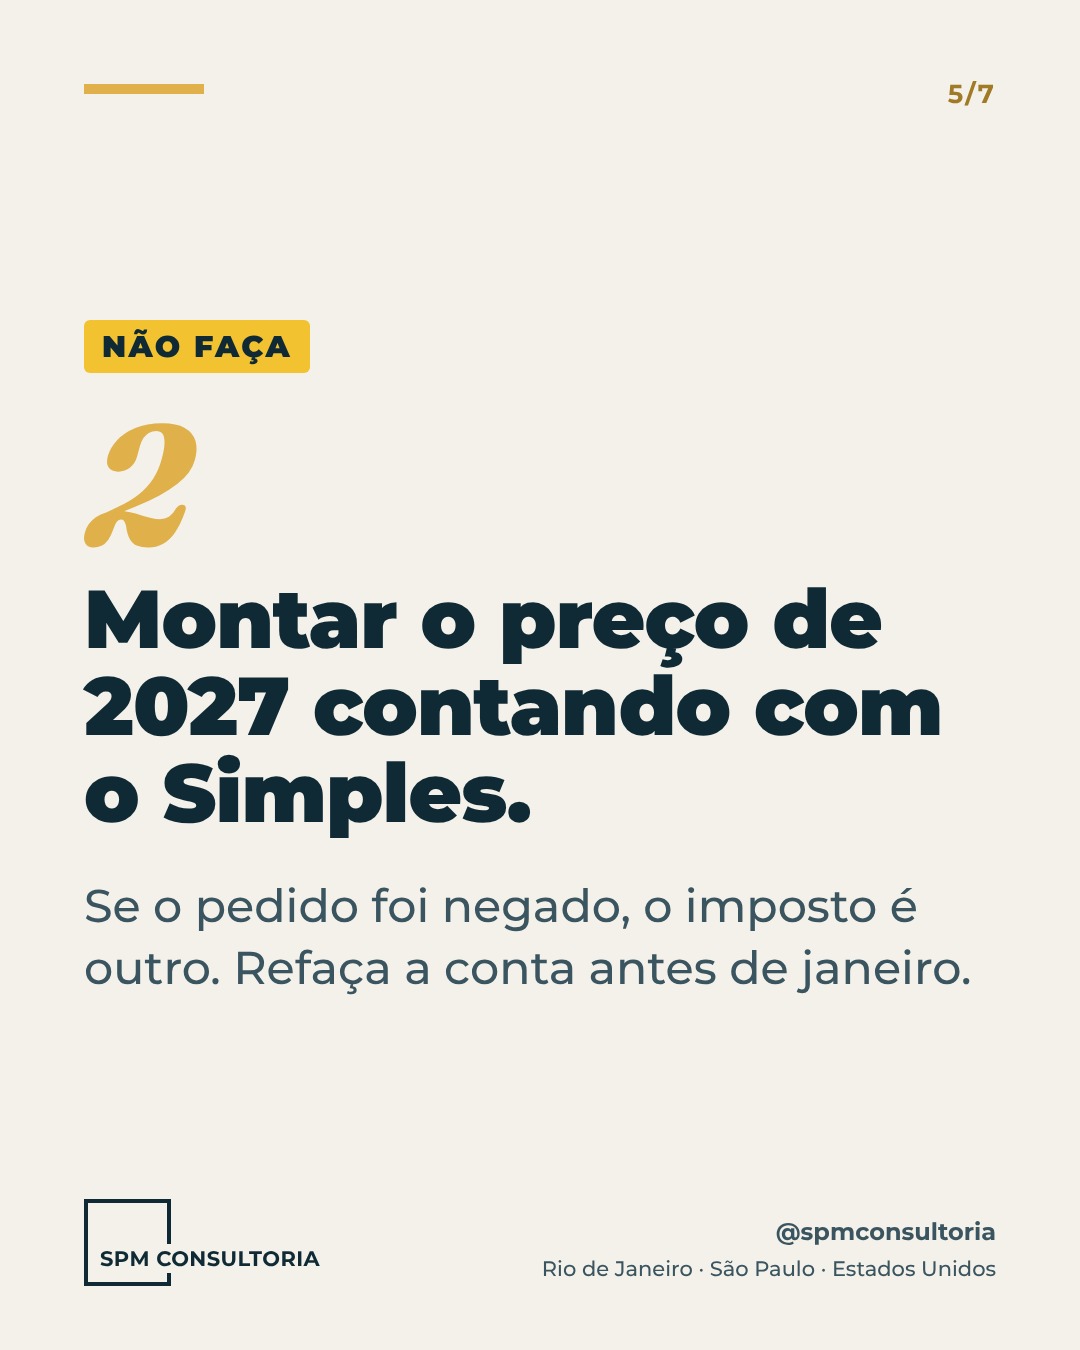 5/7
NÃO FAÇA
2
Montar o preço de
2027 contando com
o Simples.
Se o pedido foi negado, o imposto é
outro. Refaça a conta antes de janeiro.
SPM CONSULTORIA
@spmconsultoria
Rio de Janeiro · São Paulo · Estados Unidos